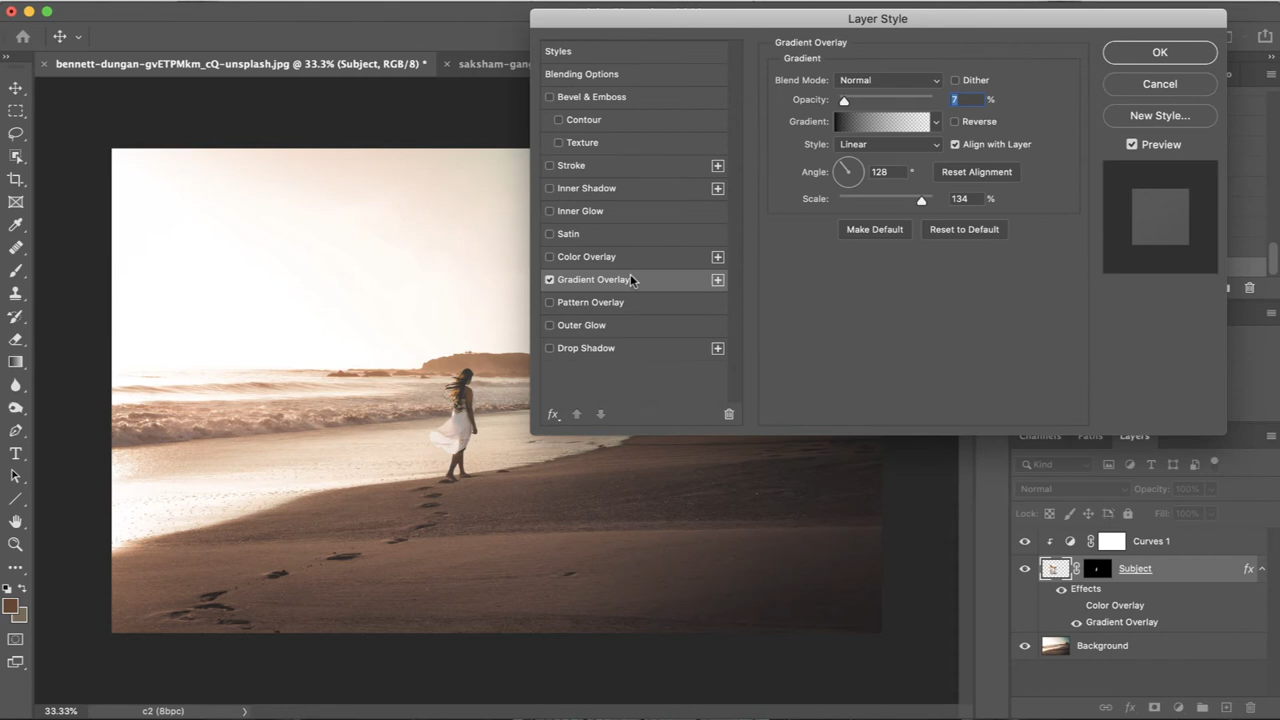 Layer Style
bennett-dungan-gvETPMkm_cQ-unsplash.jpg @ 33.3% (Subject, RGB/8) *
saksham-gan
Styles
Blending Options
Bevel & Emboss
Contour
Texture
Stroke
Inner Shadow
Inner Glow
Satin
Color Overlay
Gradient Overlay
Pattern Overlay
Outer Glow
Drop Shadow
fx
Gradient Overlay
Gradient
Blend Mode: Normal
Dither
Opacity: 7 %
Gradient:
Reverse
Style: Linear
Align with Layer
Angle: 128 °
Reset Alignment
Scale: 134 %
Make Default
Reset to Default
OK
Cancel
New Style...
Preview
Channels Paths Layers
Kind
Normal
Opacity: 100%
Lock:
Fill: 100%
Curves 1
Subject
fx
Effects
Color Overlay
Gradient Overlay
Background
fx
33.33%
c2 (8bpc)